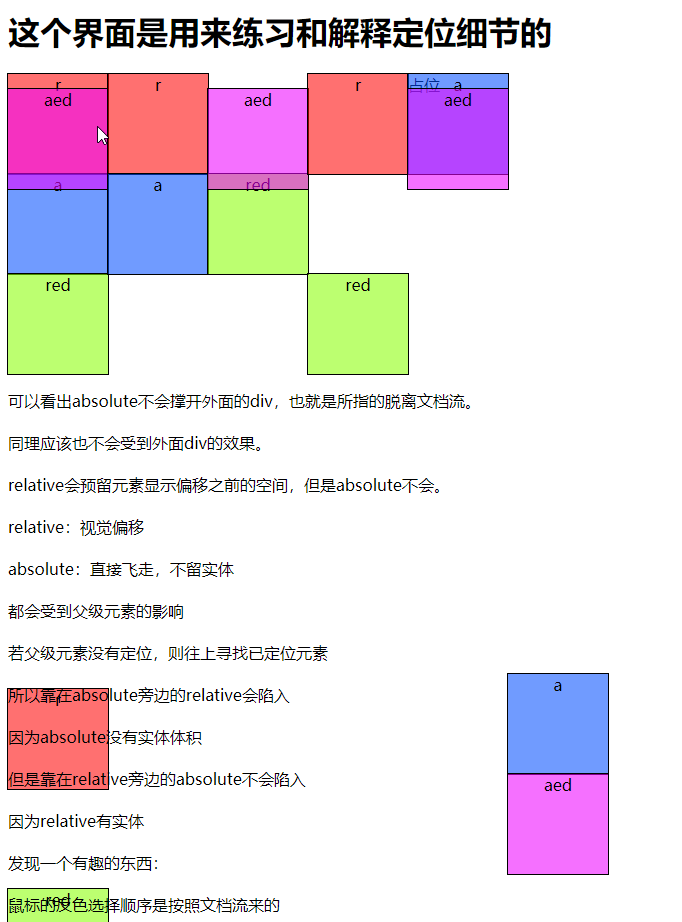 这个界面是用来练习和解释定位细节的
r r r 占位 a
aed aed aed
a a red
red red
可以看出absolute不会撑开外面的div，也就是所指的脱离文档流。
同理应该也不会受到外面div的效果。
relative会预留元素显示偏移之前的空间，但是absolute不会。
relative：视觉偏移
absolute：直接飞走，不留实体
都会受到父级元素的影响
若父级元素没有定位，则往上寻找已定位元素
a
所以靠在absolute旁边的relative会陷入
r
因为absolute没有实体体积
但是靠在relative旁边的absolute不会陷入
aed
因为relative有实体
发现一个有趣的东西：
red
鼠标的反色选择顺序是按照文档流来的